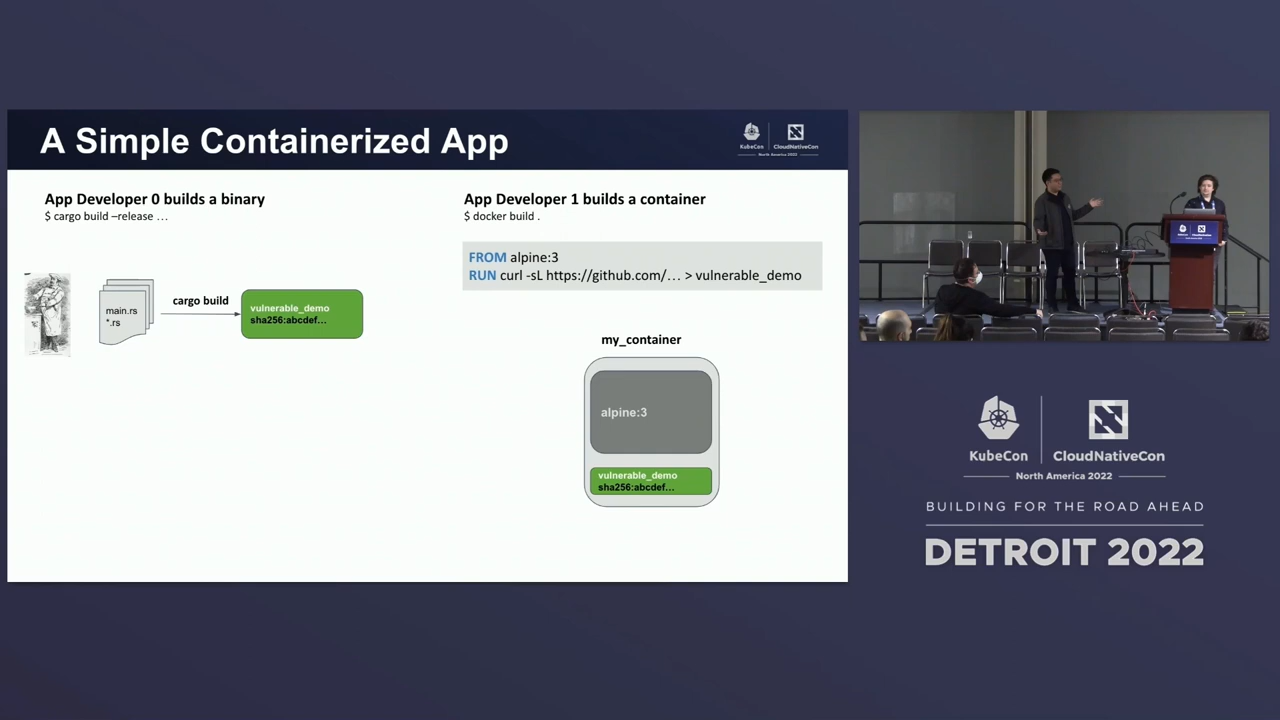 A Simple Containerized App
KubeCon
CloudNativeCon
North America 2022
App Developer 0 builds a binary
$ cargo build –release …
main.rs
*.rs
cargo build
vulnerable_demo
sha256:abcdef…
App Developer 1 builds a container
$ docker build .
FROM alpine:3
RUN curl -sL https://github.com/… > vulnerable_demo
my_container
alpine:3
vulnerable_demo
sha256:abcdef…
KubeCon
CloudNativeCon
North America 2022
BUILDING FOR THE ROAD AHEAD
DETROIT 2022